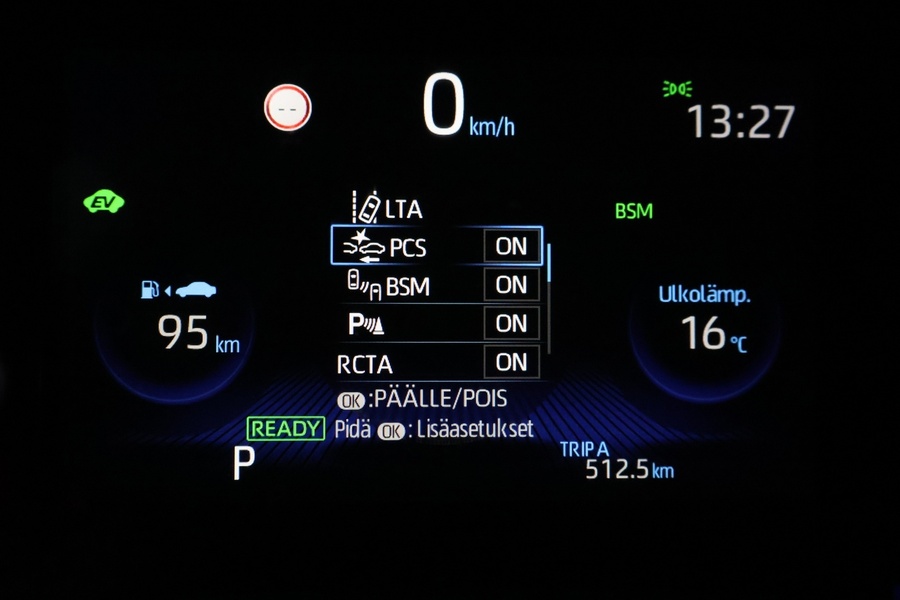 --
0 km/h
13:27
EV
LTA
BSM
PCS ON
BSM ON
P ON
RCTA ON
Ulkolämp.
16 °C
95 km
OK :PÄÄLLE/POIS
READY
Pidä OK : Lisäasetukset
P
TRIP A
512.5 km